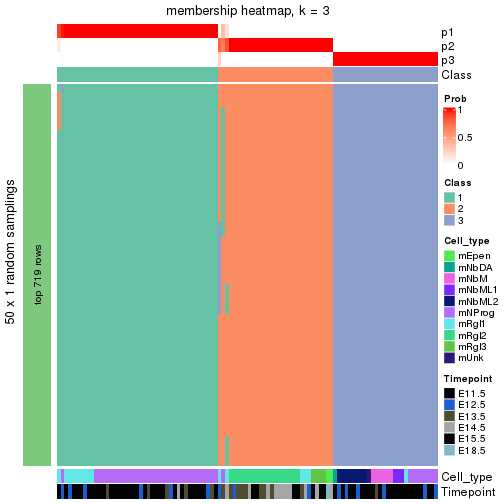 membership heatmap, k = 3
p1
p2
p3
Class
50 x 1 random samplings
top 719 rows
Prob
1
0.5
0
Class
1
2
3
Cell_type
mEpen
mNbDA
mNbM
mNbML1
mNbML2
mNProg
mRgl1
mRgl2
mRgl3
mUnk
Timepoint
E11.5
E12.5
E13.5
E14.5
E15.5
E18.5
Cell_type
Timepoint